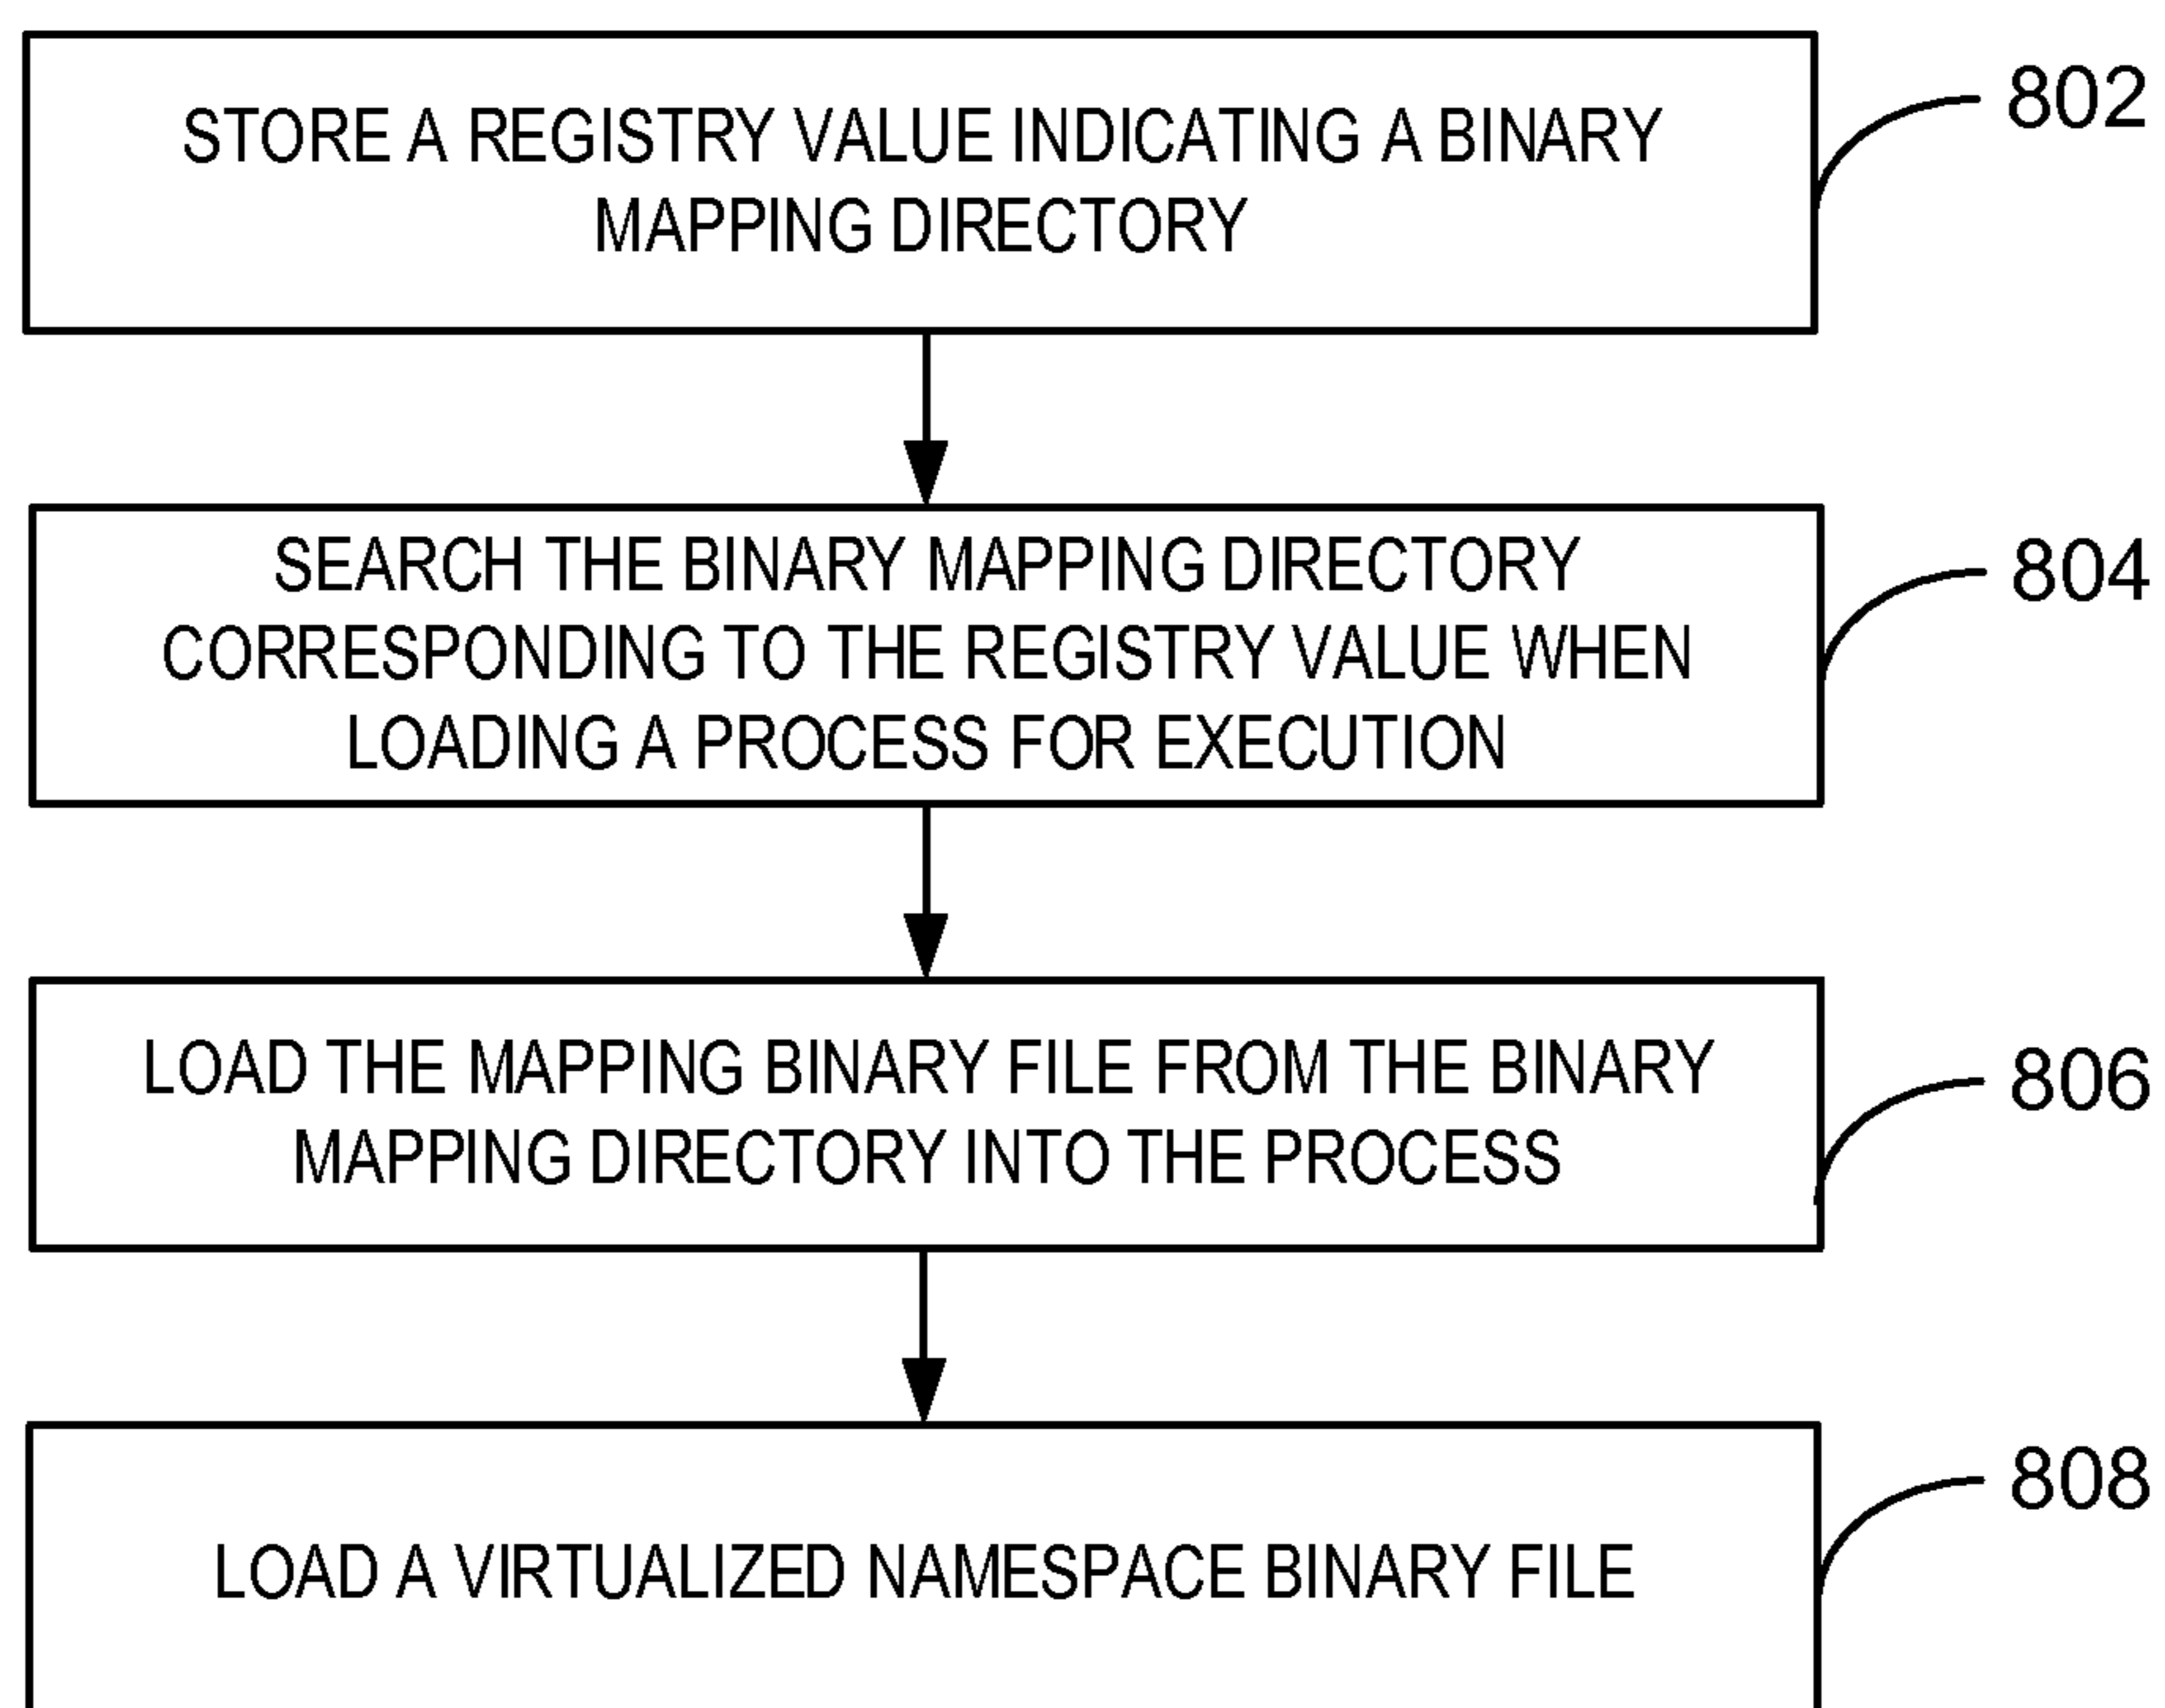 STORE A REGISTRY VALUE INDICATING A BINARY
MAPPING DIRECTORY
802
SEARCH THE BINARY MAPPING DIRECTORY
CORRESPONDING TO THE REGISTRY VALUE WHEN
LOADING A PROCESS FOR EXECUTION
804
LOAD THE MAPPING BINARY FILE FROM THE BINARY
MAPPING DIRECTORY INTO THE PROCESS
806
LOAD A VIRTUALIZED NAMESPACE BINARY FILE
808